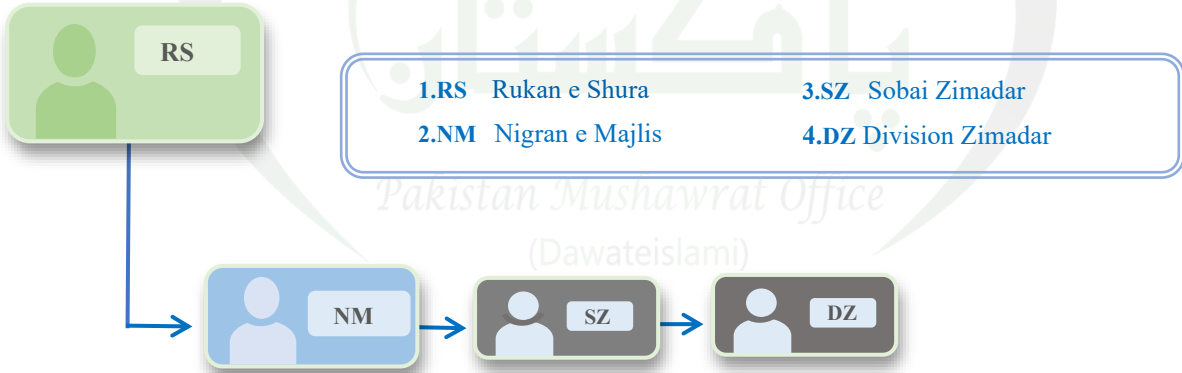 پاکستان
RS
1.RS Rukan e Shura
3.SZ Sobai Zimadar
2.NM Nigran e Majlis
4.DZ Division Zimadar
Pakistan Mushawrat Office
(Dawateislami)
NM
SZ
DZ